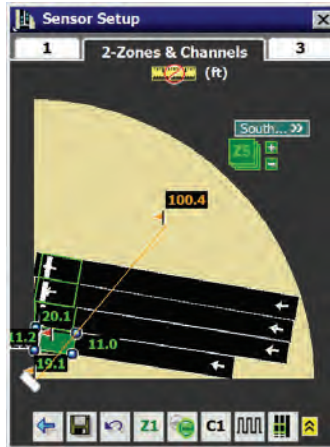 Sensor Setup
1 2-Zones & Channels 3
(ft)
South... >>
Z5
100.4
20.1
11.2
11.0
19.1
Z1 C1